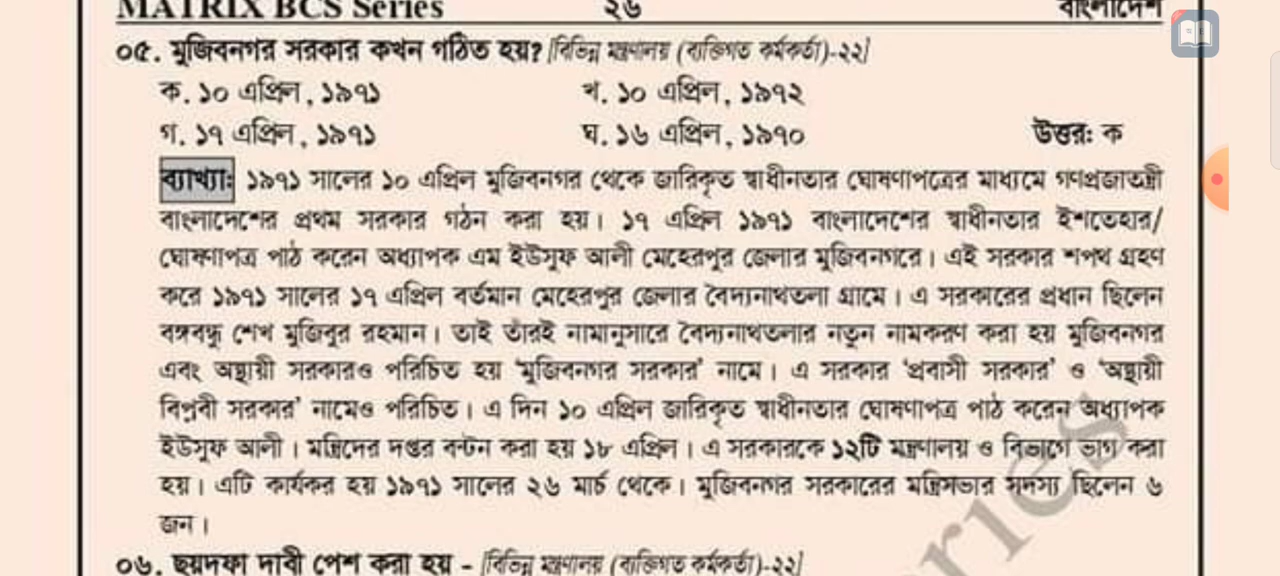 MATRIX BCS Series ২৬ বাংলাদেশ
০৫. মুজিবনগর সরকার কখন গঠিত হয়? [বিভিন্ন মন্ত্রণালয় (ব্যক্তিগত কর্মকর্তা)-২২]
ক. ১০ এপ্রিল, ১৯৭১ খ. ১০ এপ্রিল, ১৯৭২
গ. ১৭ এপ্রিল, ১৯৭১ ঘ. ১৬ এপ্রিল, ১৯৭০ উত্তর: ক
ব্যাখ্যা: ১৯৭১ সালের ১০ এপ্রিল মুজিবনগর থেকে জারিকৃত স্বাধীনতার ঘোষণাপত্রের মাধ্যমে গণপ্রজাতন্ত্রী
বাংলাদেশের প্রথম সরকার গঠন করা হয়। ১৭ এপ্রিল ১৯৭১ বাংলাদেশের স্বাধীনতার ইশতেহার/
ঘোষণাপত্র পাঠ করেন অধ্যাপক এম ইউসুফ আলী মেহেরপুর জেলার মুজিবনগরে। এই সরকার শপথ গ্রহণ
করে ১৯৭১ সালের ১৭ এপ্রিল বর্তমান মেহেরপুর জেলার বৈদ্যনাথতলা গ্রামে। এ সরকারের প্রধান ছিলেন
বঙ্গবন্ধু শেখ মুজিবুর রহমান। তাই তাঁরই নামানুসারে বৈদ্যনাথতলার নতুন নামকরণ করা হয় মুজিবনগর
এবং অস্থায়ী সরকারও পরিচিত হয় 'মুজিবনগর সরকার' নামে। এ সরকার 'প্রবাসী সরকার' ও 'অস্থায়ী
বিপ্লবী সরকার' নামেও পরিচিত। এ দিন ১০ এপ্রিল জারিকৃত স্বাধীনতার ঘোষণাপত্র পাঠ করেন অধ্যাপক
ইউসুফ আলী। মন্ত্রিদের দপ্তর বন্টন করা হয় ১৮ এপ্রিল। এ সরকারকে ১২টি মন্ত্রণালয় ও বিভাগে ভাগ করা
হয়। এটি কার্যকর হয় ১৯৭১ সালের ২৬ মার্চ থেকে। মুজিবনগর সরকারের মন্ত্রিসভার সদস্য ছিলেন ৬
জন।
০৬. ছয়দফা দাবী পেশ করা হয় - [বিভিন্ন মন্ত্রণালয় (ব্যক্তিগত কর্মকর্তা)-২২]